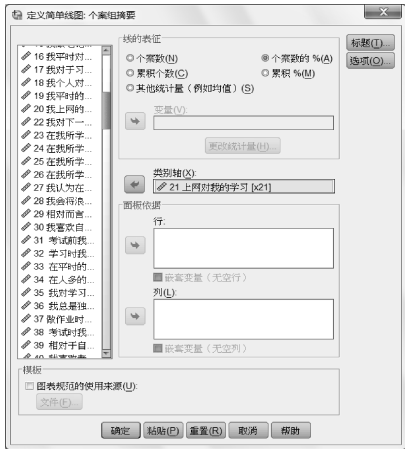 定义简单线图: 个案组摘要
线的表征
个案数(N)
个案数的 %(A)
累积个数(C)
累积 %(M)
其他统计量（例如均值）(S)
变量(V):
更改统计量(H)...
类别轴(X):
21 上网对我的学习 [x21]
面板依据
行:
嵌套变量（无空行）
列(L):
嵌套变量（无空列）
标题(T)...
选项(O)...
16 我平时对...
17 我对于习...
18 我个人对...
19 我平时的...
20 我上网的...
22 我对下一...
23 在我所学...
24 在我所学...
25 在我所学...
26 在我所学...
27 我认为在...
28 我会将浪...
29 相对而言...
30 我喜欢自...
31 考试前我...
32 学习时我...
33 在平时的...
34 在人多的...
35 我对学习...
36 我总是独...
37 做作业时...
38 考试时我...
39 相对于自...
模板
图表规范的使用来源(U):
文件(F)...
确定 粘贴(P) 重置(R) 取消 帮助